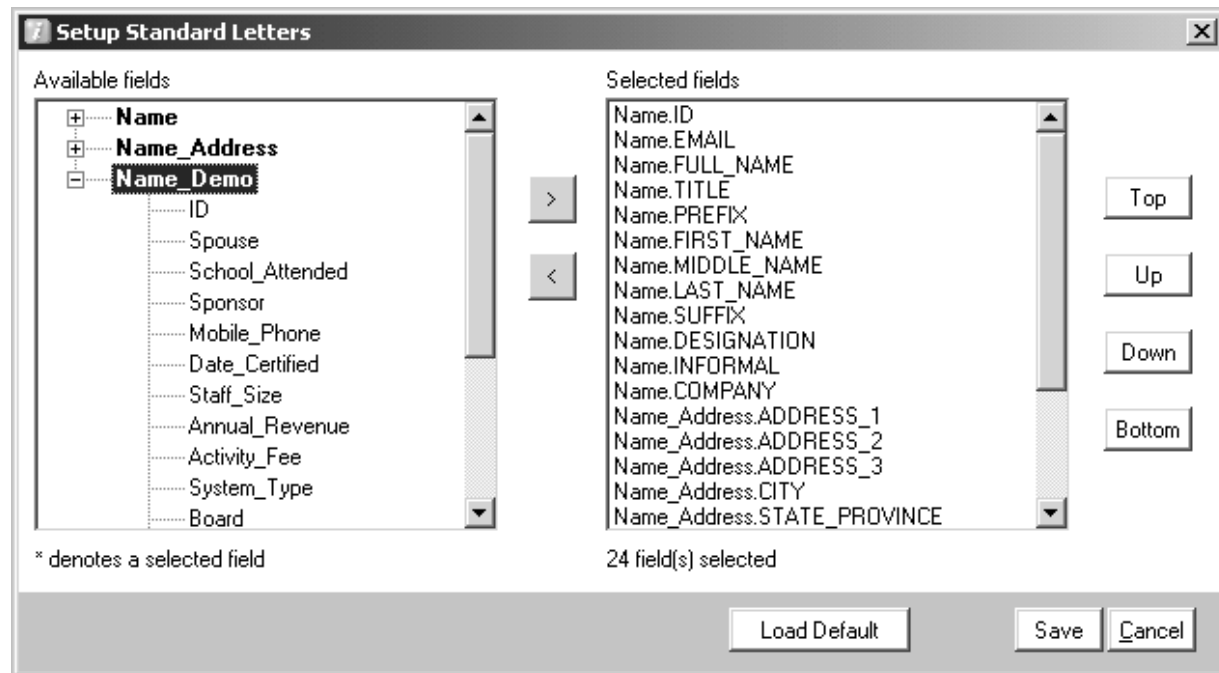 Setup Standard Letters
Available fields
Name
Name_Address
Name_Demo
ID
Spouse
School_Attended
Sponsor
Mobile_Phone
Date_Certified
Staff_Size
Annual_Revenue
Activity_Fee
System_Type
Board
* denotes a selected field
>
<
Selected fields
Name.ID
Name.EMAIL
Name.FULL_NAME
Name.TITLE
Name.PREFIX
Name.FIRST_NAME
Name.MIDDLE_NAME
Name.LAST_NAME
Name.SUFFIX
Name.DESIGNATION
Name.INFORMAL
Name.COMPANY
Name_Address.ADDRESS_1
Name_Address.ADDRESS_2
Name_Address.ADDRESS_3
Name_Address.CITY
Name_Address.STATE_PROVINCE
24 field(s) selected
Top
Up
Down
Bottom
Load Default
Save
Cancel